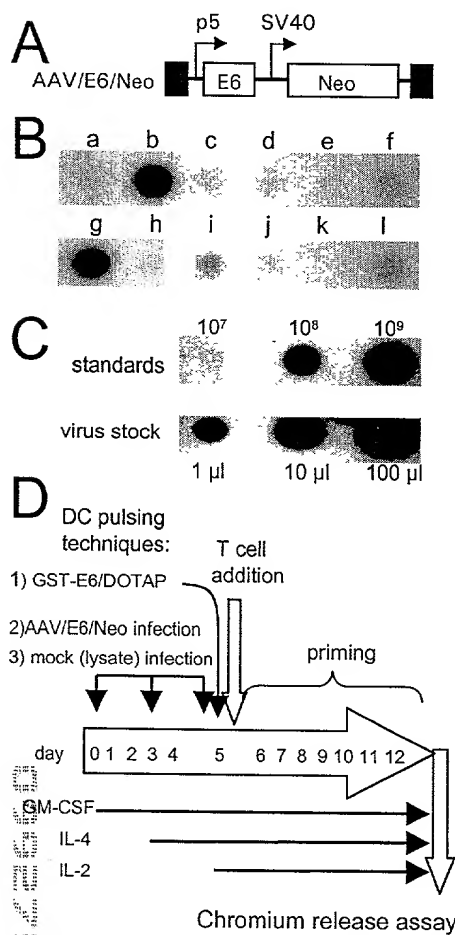 A
p5 SV40
AAV/E6/Neo E6 Neo
B
a b c d e f
g h i j k l
C
10⁷ 10⁸ 10⁹
standards
virus stock
1 µl 10 µl 100 µl
D
DC pulsing
techniques:
T cell
addition
1) GST-E6/DOTAP
2)AAV/E6/Neo infection
3) mock (lysate) infection
priming
day 0 1 2 3 4 5 6 7 8 9 10 11 12
GM-CSF
IL-4
IL-2
Chromium release assay